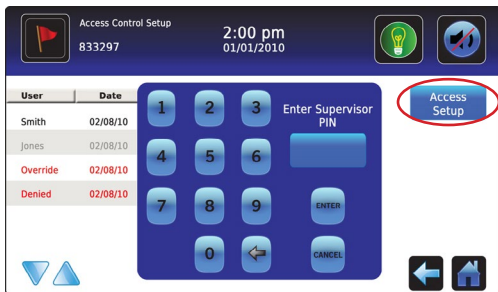 Access Control Setup
833297
2:00 pm
01/01/2010
User Date
Smith 02/08/10
Jones 02/08/10
Override 02/08/10
Denied 02/08/10
1 2 3
4 5 6
7 8 9
0
Enter Supervisor
PIN
ENTER
CANCEL
Access
Setup